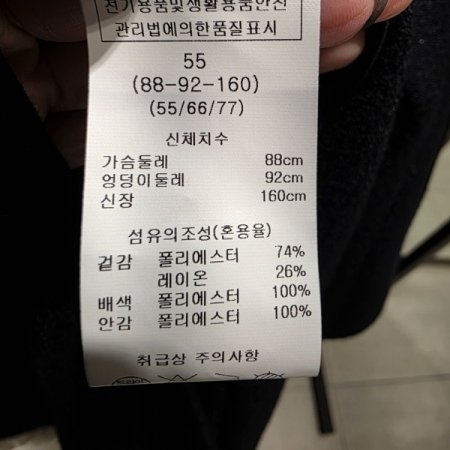 전기용품및생활용품안전
관리법에의한품질표시
55
(88-92-160)
(55/66/77)
신체치수
가슴둘레 88cm
엉덩이둘레 92cm
신장 160cm
섬유의조성(혼용율)
겉감 폴리에스터 74%
레이온 26%
배색 폴리에스터 100%
안감 폴리에스터 100%
취급상 주의사항